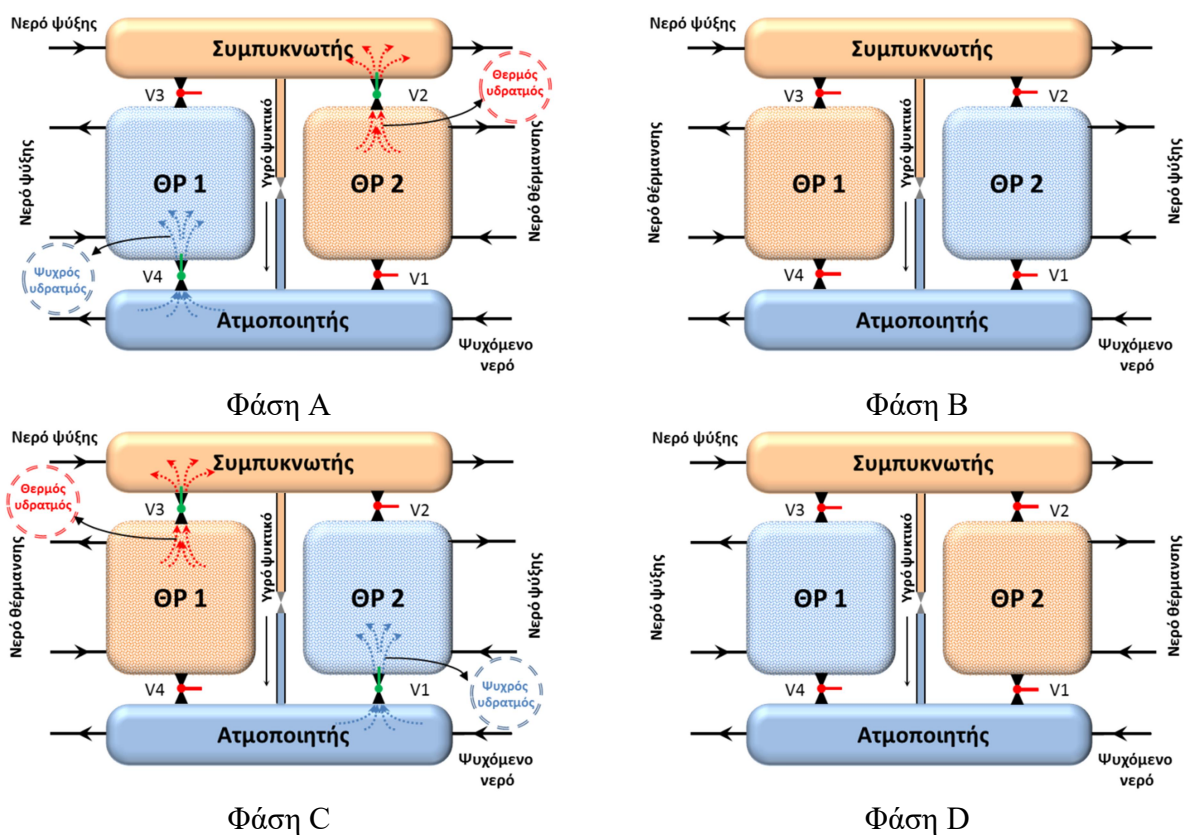 Νερό ψύξης
Συμπυκνωτής
Θερμός
υδρατμός
V3
V2
Νερό ψύξης
ΘΡ 1
Υγρό ψυκτικό
ΘΡ 2
Νερό θέρμανσης
Ψυχρός
υδρατμός
V4
V1
Ατμοποιητής
Ψυχόμενο
νερό
Φάση A
Νερό ψύξης
Συμπυκνωτής
V3
V2
Νερό θέρμανσης
ΘΡ 1
Υγρό ψυκτικό
ΘΡ 2
Νερό ψύξης
V4
V1
Ατμοποιητής
Ψυχόμενο
νερό
Φάση B
Νερό ψύξης
Συμπυκνωτής
Θερμός
υδρατμός
V3
V2
Νερό θέρμανσης
ΘΡ 1
Υγρό ψυκτικό
ΘΡ 2
Νερό ψύξης
V4
V1
Ψυχρός
υδρατμός
Ατμοποιητής
Ψυχόμενο
νερό
Φάση C
Νερό ψύξης
Συμπυκνωτής
V3
V2
Νερό ψύξης
ΘΡ 1
Υγρό ψυκτικό
ΘΡ 2
Νερό θέρμανσης
V4
V1
Ατμοποιητής
Ψυχόμενο
νερό
Φάση D